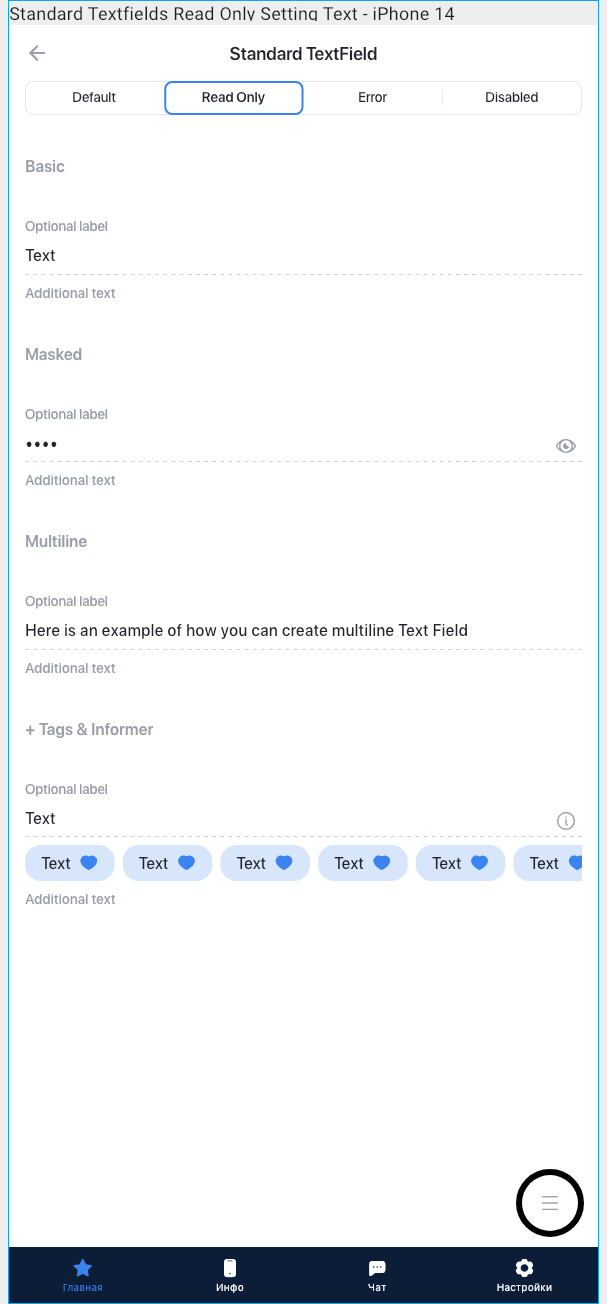 Standard Textfields Read Only Setting Text - iPhone 14
Standard TextField
Default Read Only Error Disabled
Basic
Optional label
Text
Additional text
Masked
Optional label
••••
Additional text
Multiline
Optional label
Here is an example of how you can create multiline Text Field
Additional text
+ Tags & Informer
Optional label
Text
Text Text Text Text Text Text
Additional text
Главная Инфо Чат Настройки